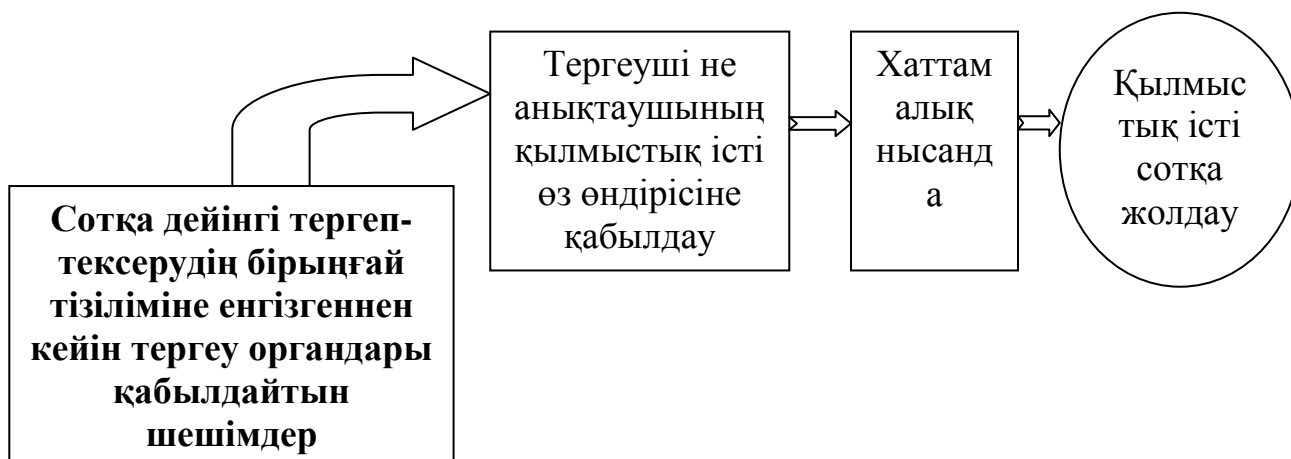 Сотқа дейінгі тергеп-
тексерудің бірыңғай
тізіліміне енгізгеннен
кейін тергеу органдары
қабылдайтын
шешімдер
Тергеуші не
анықтаушының
қылмыстық істі
өз өндірісіне
қабылдау
Хаттам
алық
нысанд
а
Қылмыс
тық істі
сотқа
жолдау